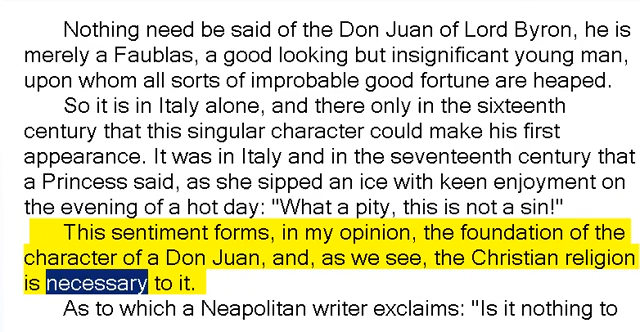 Nothing need be said of the Don Juan of Lord Byron, he is
merely a Faublas, a good looking but insignificant young man,
upon whom all sorts of improbable good fortune are heaped.
So it is in Italy alone, and there only in the sixteenth
century that this singular character could make his first
appearance. It was in Italy and in the seventeenth century that
a Princess said, as she sipped an ice with keen enjoyment on
the evening of a hot day: "What a pity, this is not a sin!"
This sentiment forms, in my opinion, the foundation of the
character of a Don Juan, and, as we see, the Christian religion
is necessary to it.
As to which a Neapolitan writer exclaims: "Is it nothing to